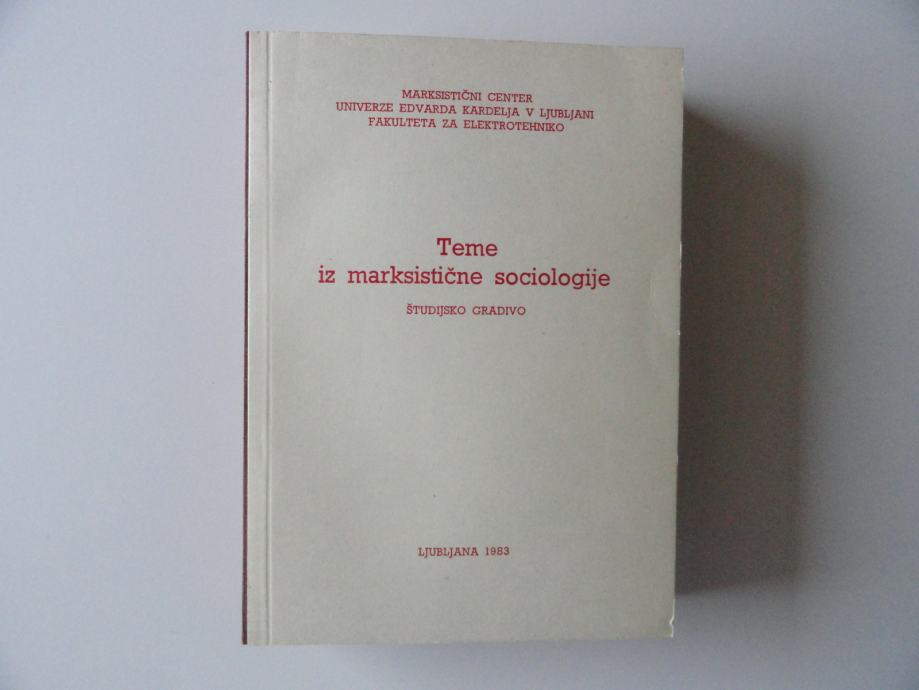 MARKSISTIČNI CENTER
UNIVERZE EDVARDA KARDELJA V LJUBLJANI
FAKULTETA ZA ELEKTROTEHNIKO
Teme
iz marksistične sociologije
ŠTUDIJSKO GRADIVO
LJUBLJANA 1983